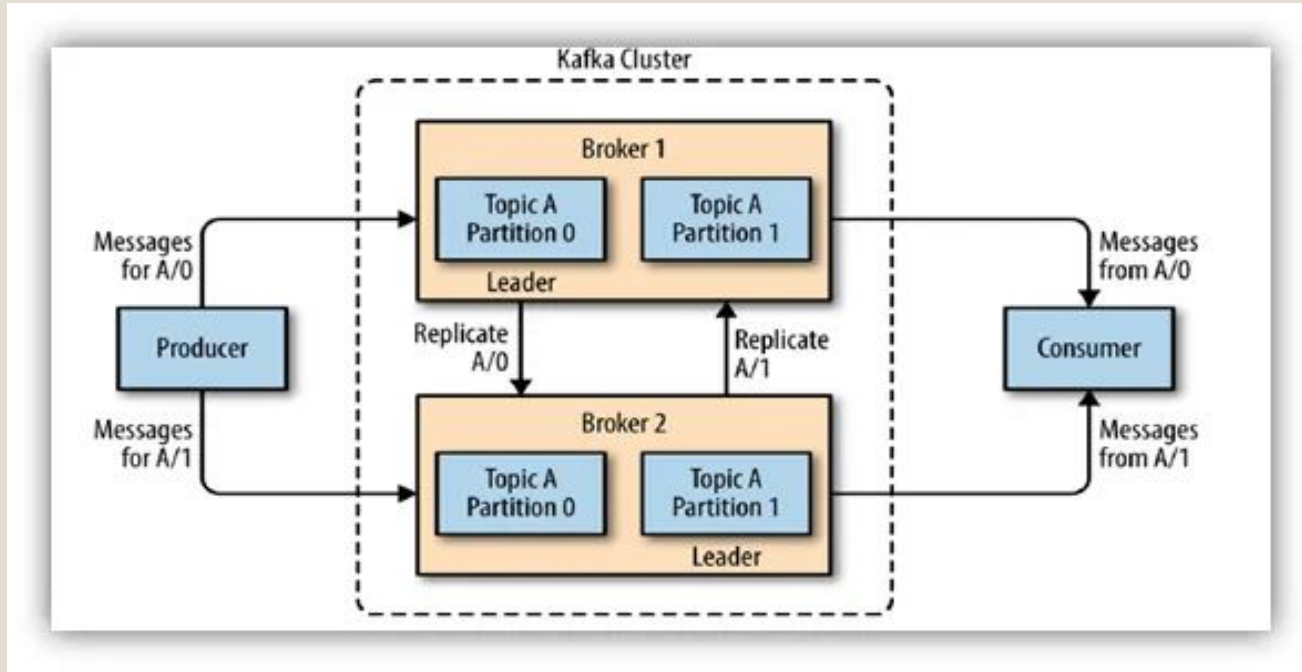 Kafka Cluster
Broker 1
Topic A
Partition 0
Topic A
Partition 1
Leader
Messages
for A/0
Messages
from A/0
Producer
Replicate
A/0
Replicate
A/1
Consumer
Messages
for A/1
Messages
from A/1
Broker 2
Topic A
Partition 0
Topic A
Partition 1
Leader